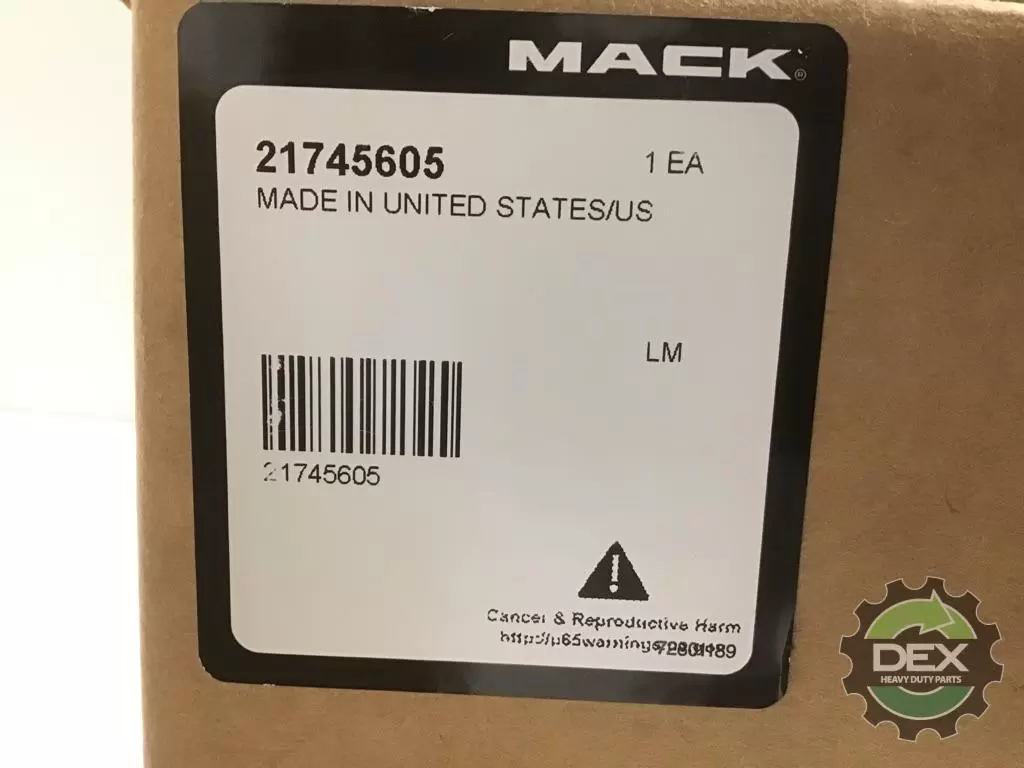 MACK®
21745605
1 EA
MADE IN UNITED STATES/US
LM
21745605
Cancer & Reproductive Harm
DEX
HEAVY DUTY PARTS